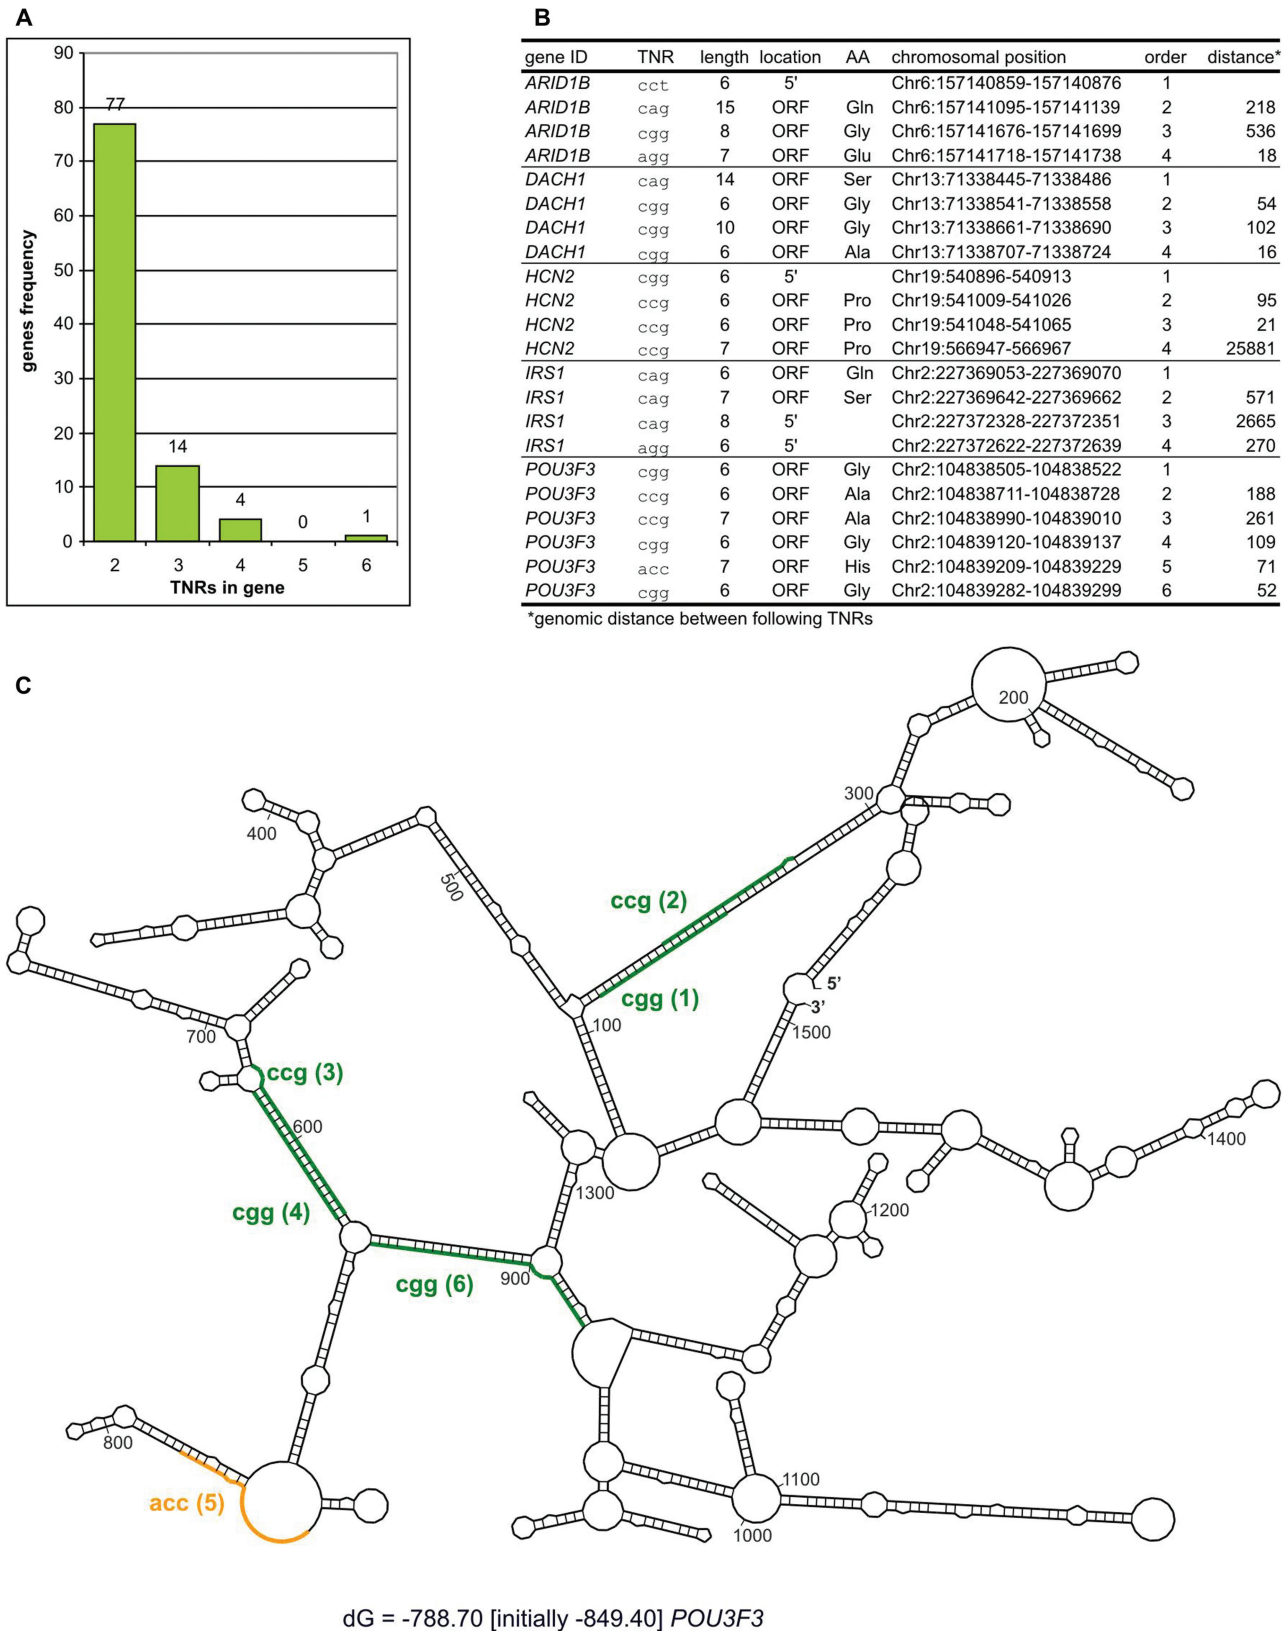 A
90
80
70
60
50
40
30
20
10
0
77
14
4
0
1
2 3 4 5 6
TNRs in gene
genes frequency
B
gene ID TNR length location AA chromosomal position order distance*
ARID1B cct 6 5' Chr6:157140859-157140876 1
ARID1B cag 15 ORF Gln Chr6:157141095-157141139 2 218
ARID1B cgg 8 ORF Gly Chr6:157141676-157141699 3 536
ARID1B agg 7 ORF Glu Chr6:157141718-157141738 4 18
DACH1 cag 14 ORF Ser Chr13:71338445-71338486 1
DACH1 cgg 6 ORF Gly Chr13:71338541-71338558 2 54
DACH1 cgg 10 ORF Gly Chr13:71338661-71338690 3 102
DACH1 cgg 6 ORF Ala Chr13:71338707-71338724 4 16
HCN2 cgg 6 5' Chr19:540896-540913 1
HCN2 ccg 6 ORF Pro Chr19:541009-541026 2 95
HCN2 ccg 6 ORF Pro Chr19:541048-541065 3 21
HCN2 ccg 7 ORF Pro Chr19:566947-566967 4 25881
IRS1 cag 6 ORF Gln Chr2:227369053-227369070 1
IRS1 cag 7 ORF Ser Chr2:227369642-227369662 2 571
IRS1 cag 8 5' Chr2:227372328-227372351 3 2665
IRS1 agg 6 5' Chr2:227372622-227372639 4 270
POU3F3 cgg 6 ORF Gly Chr2:104838505-104838522 1
POU3F3 ccg 6 ORF Ala Chr2:104838711-104838728 2 188
POU3F3 ccg 7 ORF Ala Chr2:104838990-104839010 3 261
POU3F3 cgg 6 ORF Gly Chr2:104839120-104839137 4 109
POU3F3 acc 7 ORF His Chr2:104839209-104839229 5 71
POU3F3 cgg 6 ORF Gly Chr2:104839282-104839299 6 52
*genomic distance between following TNRs
C
200
300
400
500
ccg (2)
cgg (1)
5'
3'
100
1500
700
ccg (3)
600
1400
1300
cgg (4)
1200
cgg (6)
900
800
acc (5)
1100
1000
dG = -788.70 [initially -849.40] POU3F3